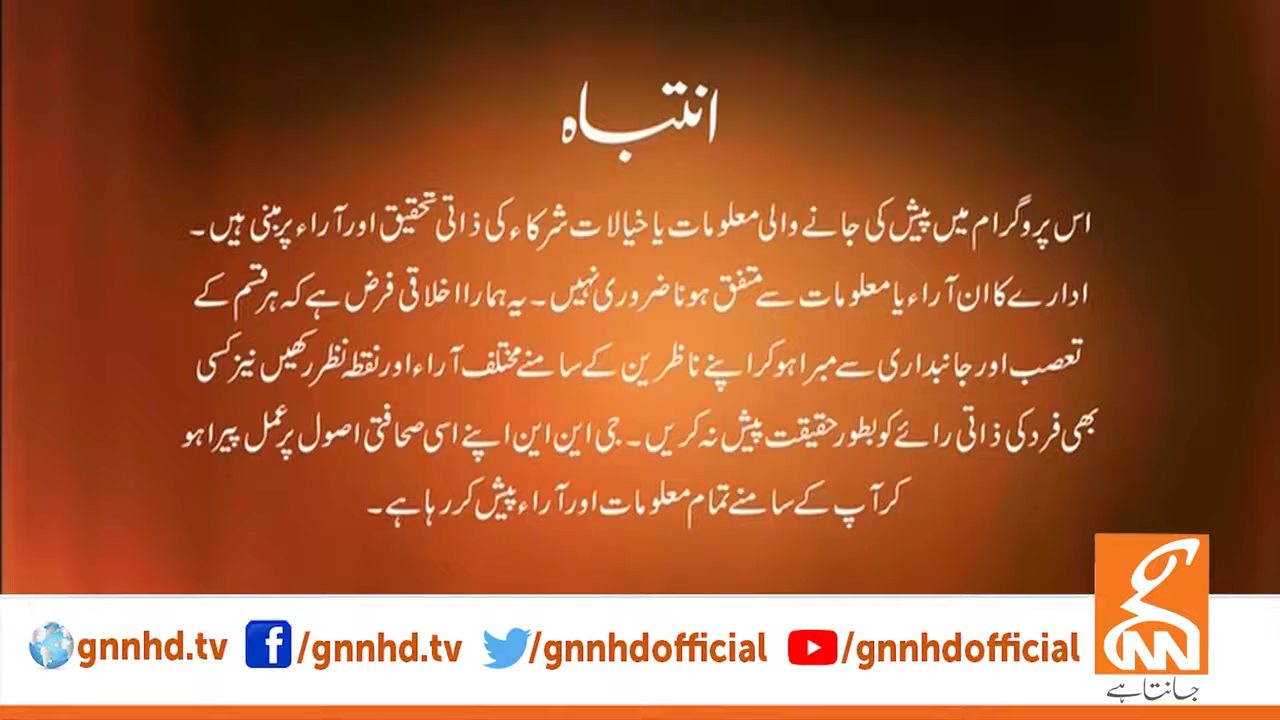 انتباہ
اس پروگرام میں پیش کی جانے والی معلومات یا خیالات شرکاء کی ذاتی تحقیق اور آراء پر مبنی ہیں۔
ادارے کا ان آراء یا معلومات سے متفق ہونا ضروری نہیں۔ یہ ہمارا اخلاقی فرض ہے کہ ہر قسم کے
تعصب اور جانبداری سے مبرا ہو کر اپنے ناظرین کے سامنے مختلف آراء اور نقطہ نظر رکھیں نیز کسی
بھی فرد کی ذاتی رائے کو بطور حقیقت پیش نہ کریں۔ جی این این اپنے اسی صحافتی اصول پر عمل پیرا ہو
کر آپ کے سامنے تمام معلومات اور آراء پیش کر رہا ہے۔
gnnhd.tv /gnnhd.tv /gnnhdofficial /gnnhdofficial
GNN
جانتا ہے